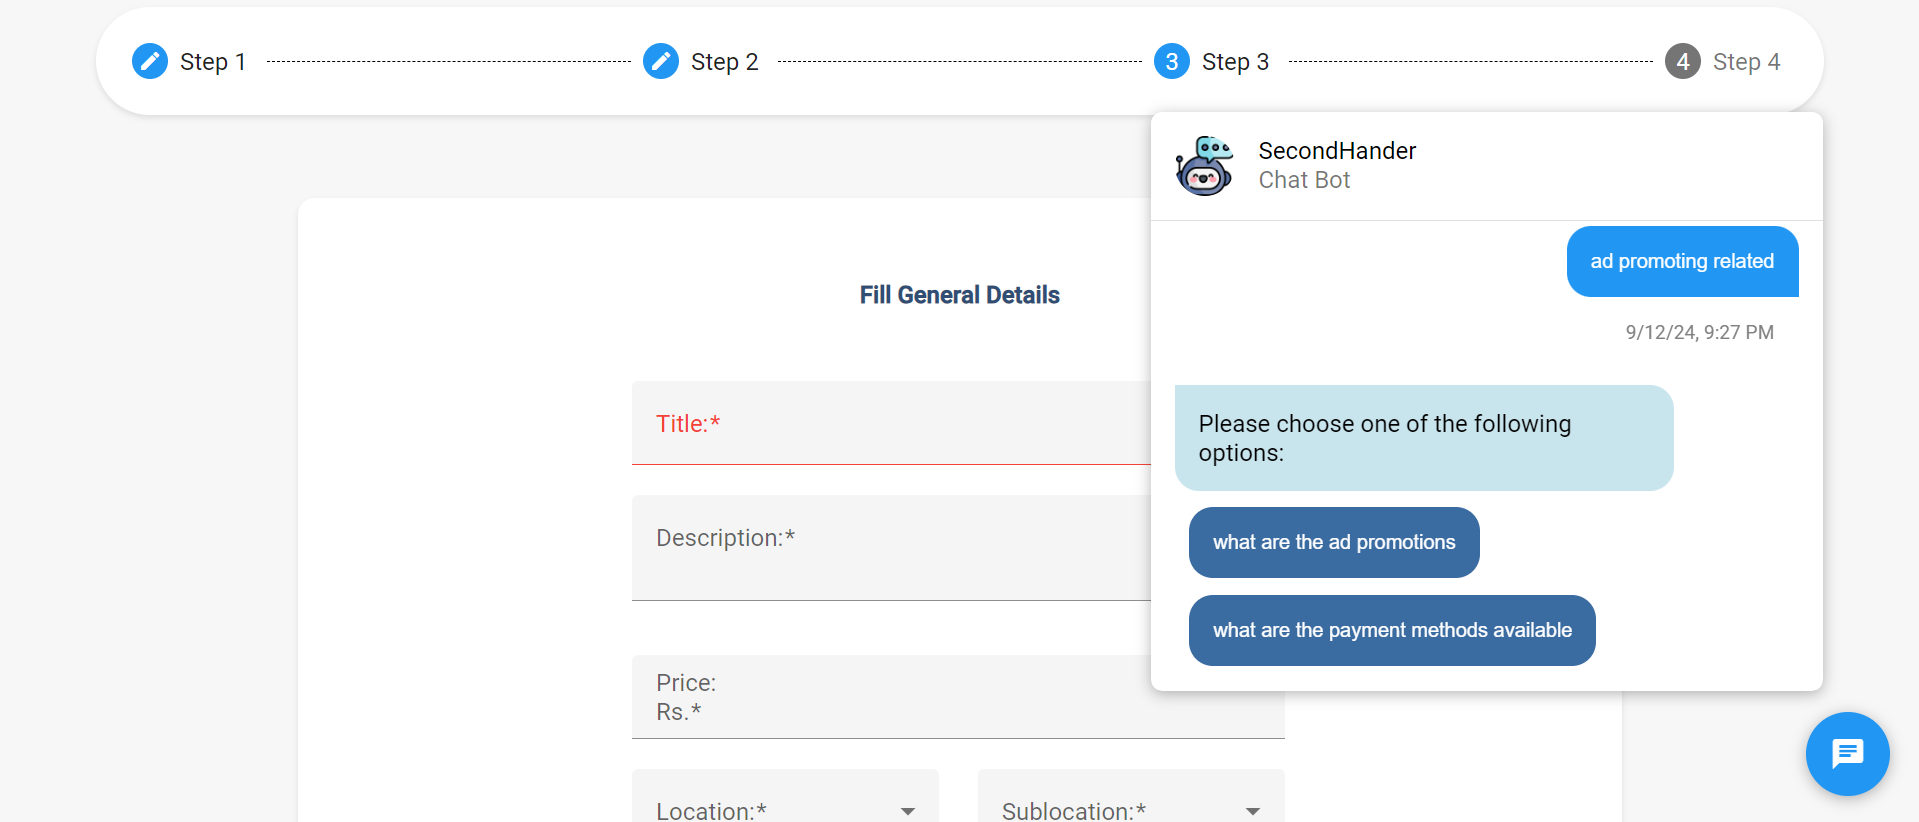 Step 1
Step 2
3 Step 3
4 Step 4
SecondHander
Chat Bot
ad promoting related
9/12/24, 9:27 PM
Please choose one of the following
options:
what are the ad promotions
what are the payment methods available
Fill General Details
Title:*
Description:*
Price:
Rs.*
Location:*
Sublocation:*